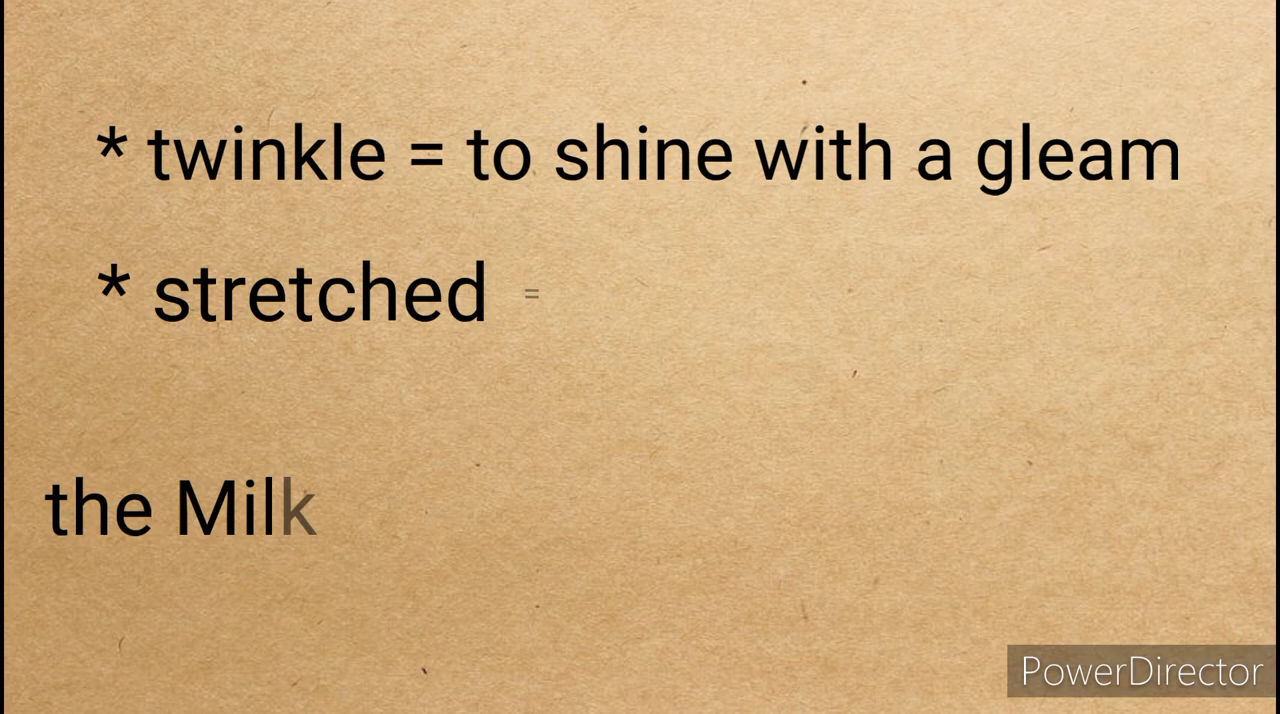 * twinkle = to shine with a gleam
* stretched =
the Milk
PowerDirector